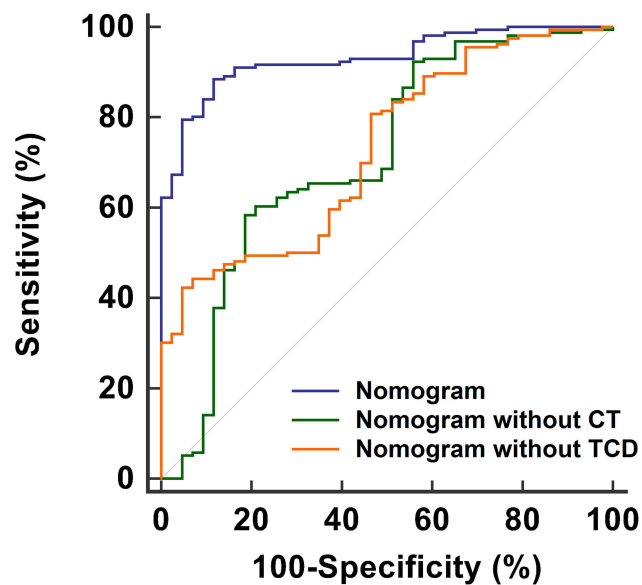 100
80
60
40
20
0
Sensitivity (%)
Nomogram
Nomogram without CT
Nomogram without TCD
0 20 40 60 80 100
100-Specificity (%)